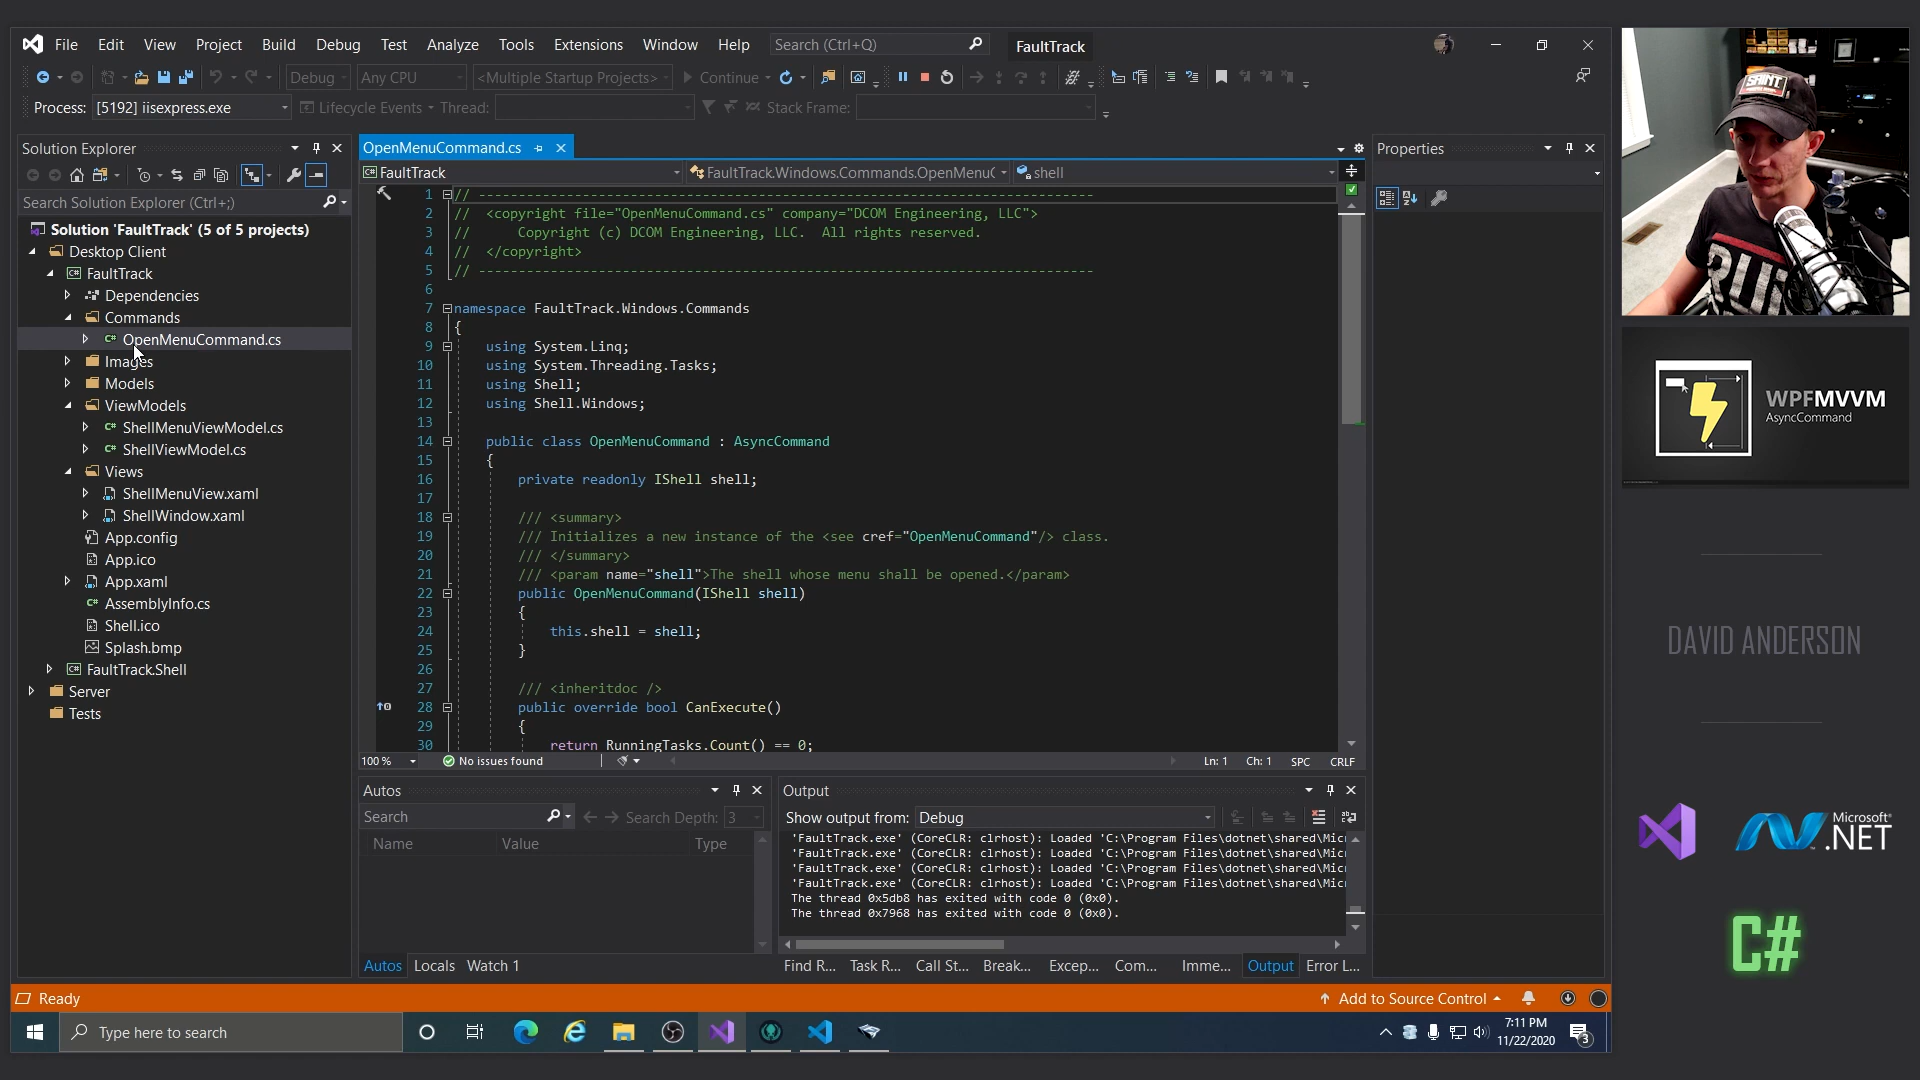 File Edit View Project Build Debug Test Analyze Tools Extensions Window Help Search (Ctrl+Q) FaultTrack
Debug Any CPU <Multiple Startup Projects> Continue
Process: [5192] iisexpress.exe Lifecycle Events Thread: Stack Frame:
Solution Explorer
Search Solution Explorer (Ctrl+;)
Solution 'FaultTrack' (5 of 5 projects)
Desktop Client
FaultTrack
Dependencies
Commands
OpenMenuCommand.cs
Images
Models
ViewModels
ShellMenuViewModel.cs
ShellViewModel.cs
Views
ShellMenuView.xaml
ShellWindow.xaml
App.config
App.ico
App.xaml
AssemblyInfo.cs
Shell.ico
Splash.bmp
FaultTrack.Shell
Server
Tests
OpenMenuCommand.cs
FaultTrack FaultTrack.Windows.Commands.OpenMenuC shell
1 // -----------------------------------------------------------------------------
2 // <copyright file="OpenMenuCommand.cs" company="DCOM Engineering, LLC">
3 // Copyright (c) DCOM Engineering, LLC. All rights reserved.
4 // </copyright>
5 // -----------------------------------------------------------------------------
6
7 namespace FaultTrack.Windows.Commands
8 {
9 using System.Linq;
10 using System.Threading.Tasks;
11 using Shell;
12 using Shell.Windows;
13
14 public class OpenMenuCommand : AsyncCommand
15 {
16 private readonly IShell shell;
17
18 /// <summary>
19 /// Initializes a new instance of the <see cref="OpenMenuCommand"/> class.
20 /// </summary>
21 /// <param name="shell">The shell whose menu shall be opened.</param>
22 public OpenMenuCommand(IShell shell)
23 {
24 this.shell = shell;
25 }
26
27 /// <inheritdoc />
28 public override bool CanExecute()
29 {
30 return RunningTasks.Count() == 0;
100 % No issues found Ln: 1 Ch: 1 SPC CRLF
Autos
Search Search Depth: 3
Name Value Type
Autos Locals Watch 1
Output
Show output from: Debug
'FaultTrack.exe' (CoreCLR: clrhost): Loaded 'C:\Program Files\dotnet\shared\Mic
'FaultTrack.exe' (CoreCLR: clrhost): Loaded 'C:\Program Files\dotnet\shared\Mic
'FaultTrack.exe' (CoreCLR: clrhost): Loaded 'C:\Program Files\dotnet\shared\Mic
'FaultTrack.exe' (CoreCLR: clrhost): Loaded 'C:\Program Files\dotnet\shared\Mic
The thread 0x5db8 has exited with code 0 (0x0).
The thread 0x7968 has exited with code 0 (0x0).
Find R... Task R... Call St... Break... Excep... Com... Imme... Output Error L...
Properties
Ready Add to Source Control
Type here to search
7:11 PM
11/22/2020
3
SAINT
RUN
WPFMVVM
AsyncCommand
DAVID ANDERSON
Microsoft®
.NET
C#